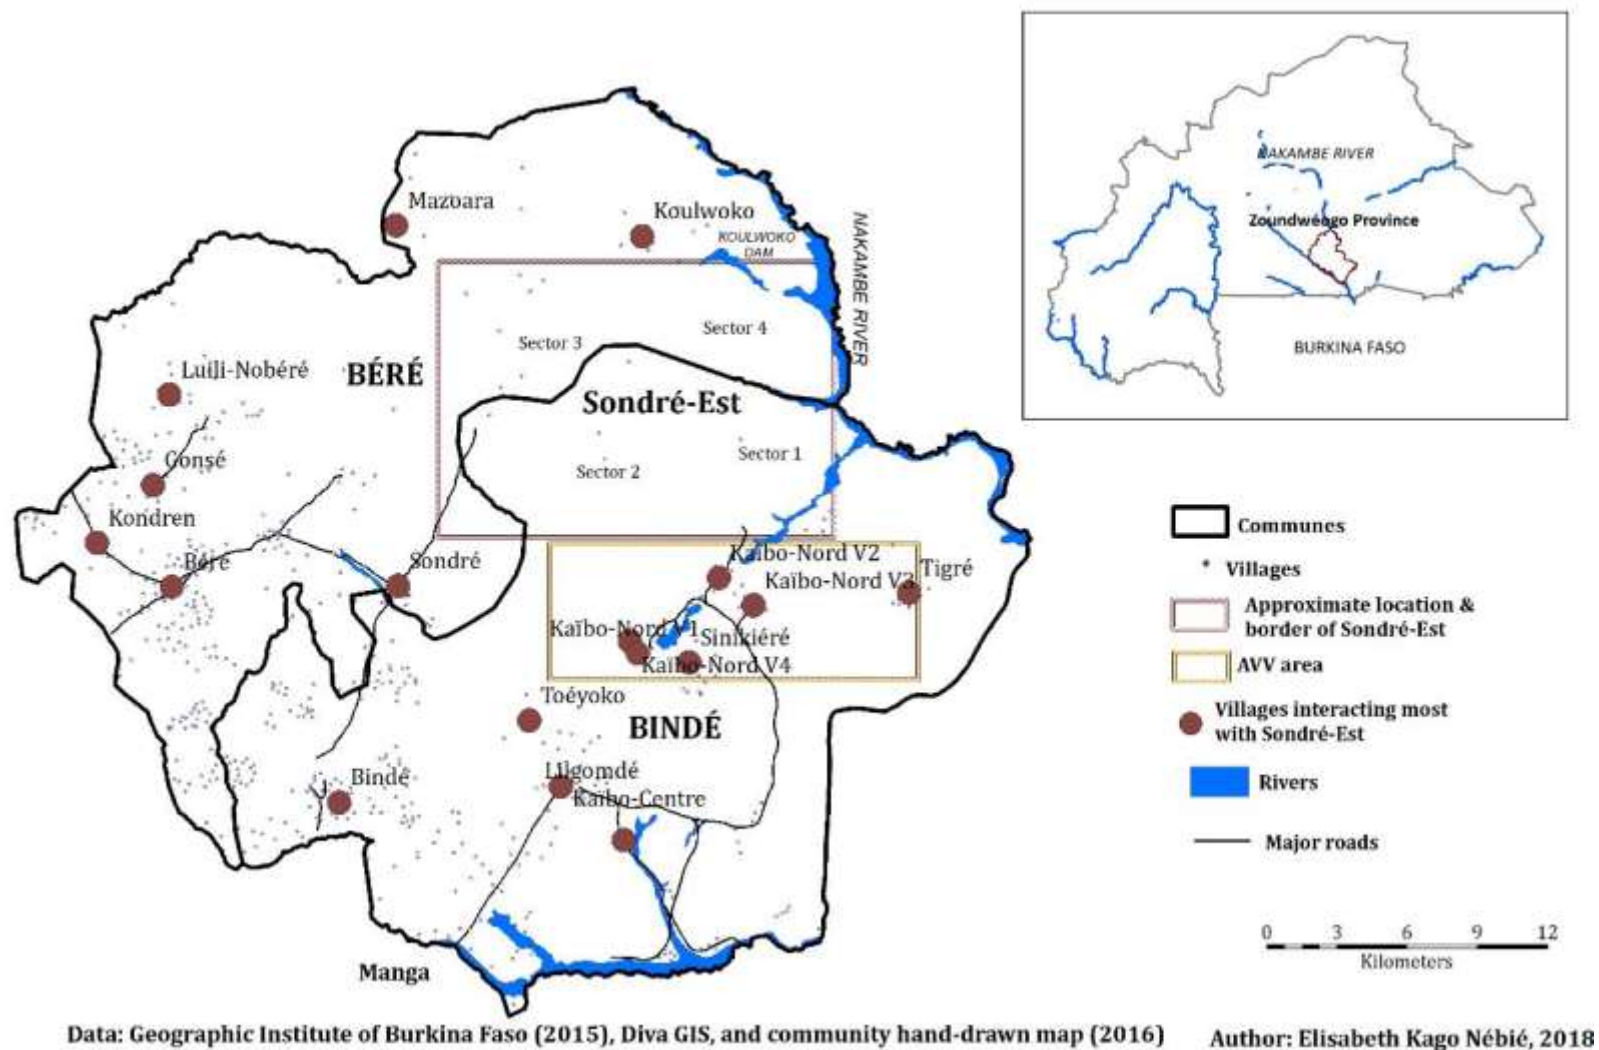 Mazoara
Koulwoko
KOULWOKO
DAM
NAKAMBE RIVER
Sector 4
Sector 3
Luili-Nobéré
BÉRÉ
Sondré-Est
Sector 1
Sector 2
Consé
Kondren
Béré
Sondré
Kaïbo-Nord V2
Kaïbo-Nord V3
Tigré
Kaïbo-Nord V1
Sinikiéré
Kaïbo-Nord V4
Toéyoko
BINDÉ
Bindé
Lilgomdé
Kaïbo-Centre
Manga
NAKAMBE RIVER
Zoundwéogo Province
BURKINA FASO
Communes
Villages
Approximate location &
border of Sondré-Est
AVV area
Villages interacting most
with Sondré-Est
Rivers
Major roads
0 3 6 9 12
Kilometers
Data: Geographic Institute of Burkina Faso (2015), Diva GIS, and community hand-drawn map (2016)
Author: Elisabeth Kago Nébié, 2018